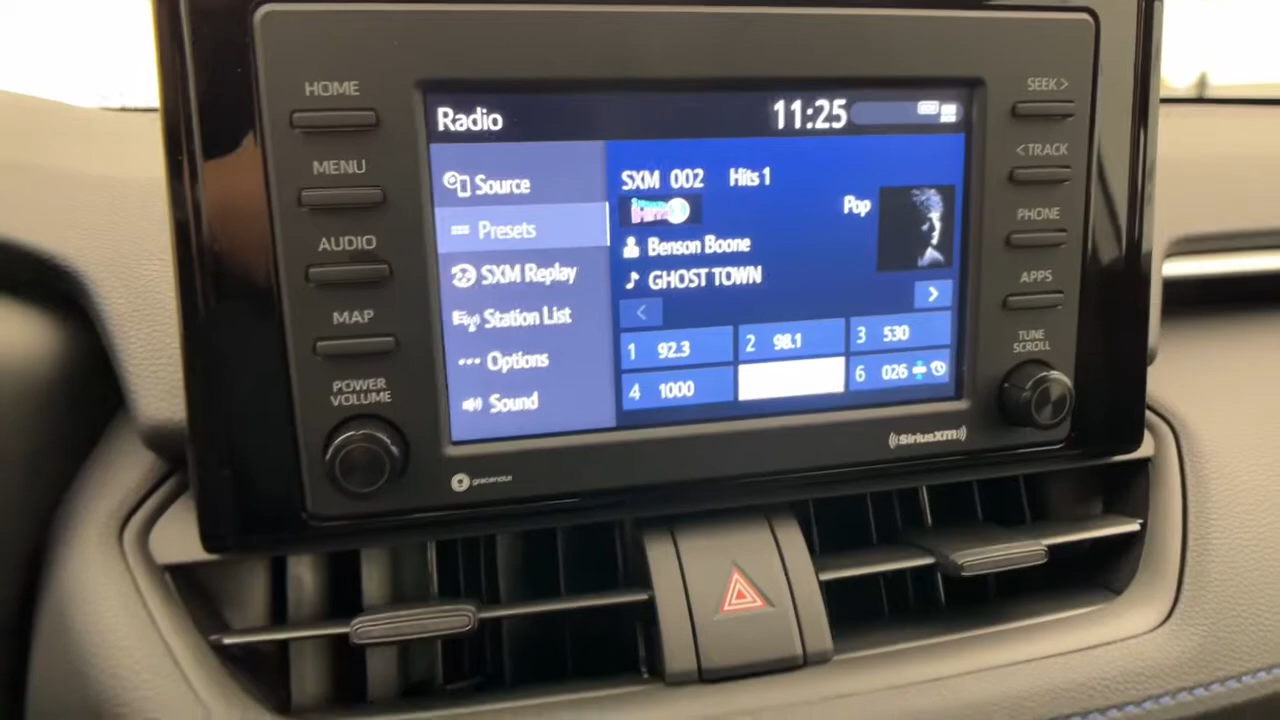 HOME
MENU
AUDIO
MAP
POWER
VOLUME
Radio
11:25
Source
Presets
SXM Replay
Station List
Options
Sound
SXM 002 Hits 1
Pop
Benson Boone
GHOST TOWN
1 92.3
2 98.1
3 530
4 1000
6 026
SEEK >
< TRACK
PHONE
APPS
TUNE
SCROLL
gracenote
((SiriusXM))